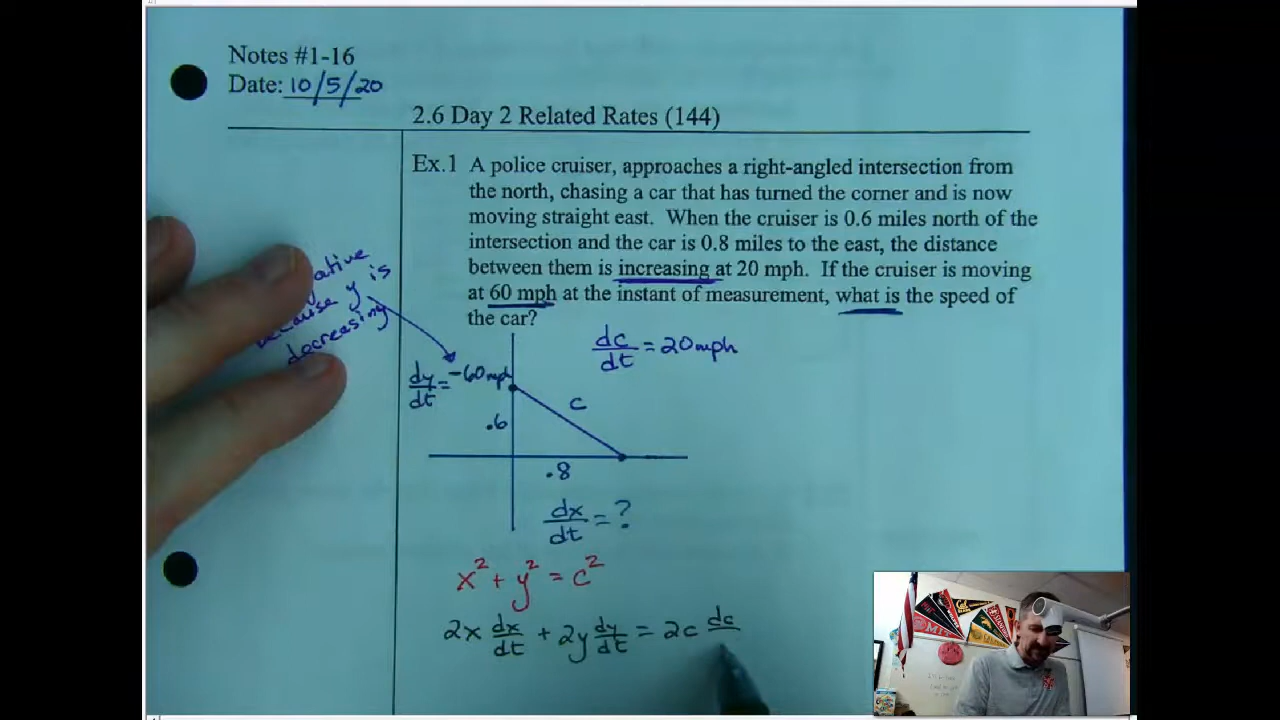 Notes #1-16
Date: 10/5/20
2.6 Day 2 Related Rates (144)
Ex.1 A police cruiser, approaches a right-angled intersection from
the north, chasing a car that has turned the corner and is now
moving straight east. When the cruiser is 0.6 miles north of the
intersection and the car is 0.8 miles to the east, the distance
between them is increasing at 20 mph. If the cruiser is moving
at 60 mph at the instant of measurement, what is the speed of
the car?
y is
decreasing
dc/dt = 20mph
dy/dt = -60mph
c
.6
.8
dx/dt = ?
x² + y² = c²
2x dx/dt + 2y dy/dt = 2c dc
MIT